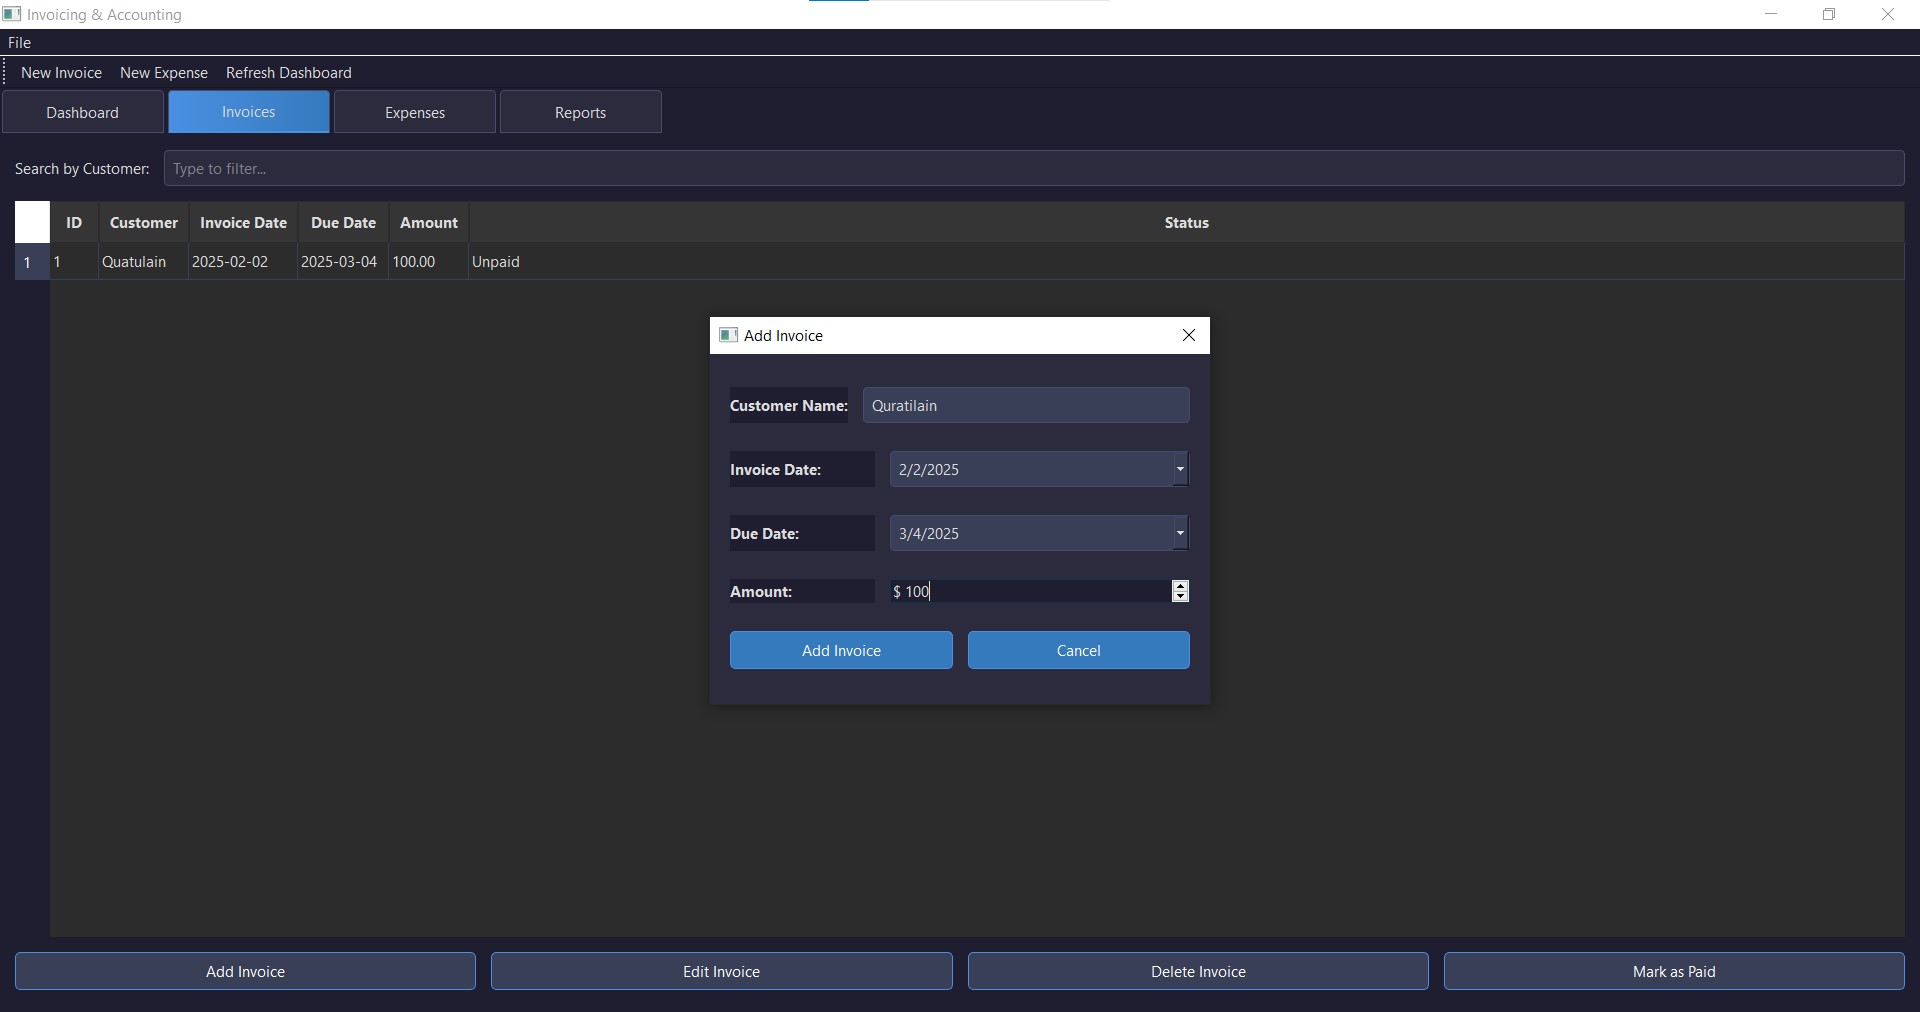 Invoicing & Accounting
File
New Invoice New Expense Refresh Dashboard
Dashboard Invoices Expenses Reports
Search by Customer: Type to filter...
ID Customer Invoice Date Due Date Amount Status
1 1 Quatulain 2025-02-02 2025-03-04 100.00 Unpaid
Add Invoice
Customer Name: Quratilain
Invoice Date: 2/2/2025
Due Date: 3/4/2025
Amount: $ 100
Add Invoice Cancel
Add Invoice Edit Invoice Delete Invoice Mark as Paid